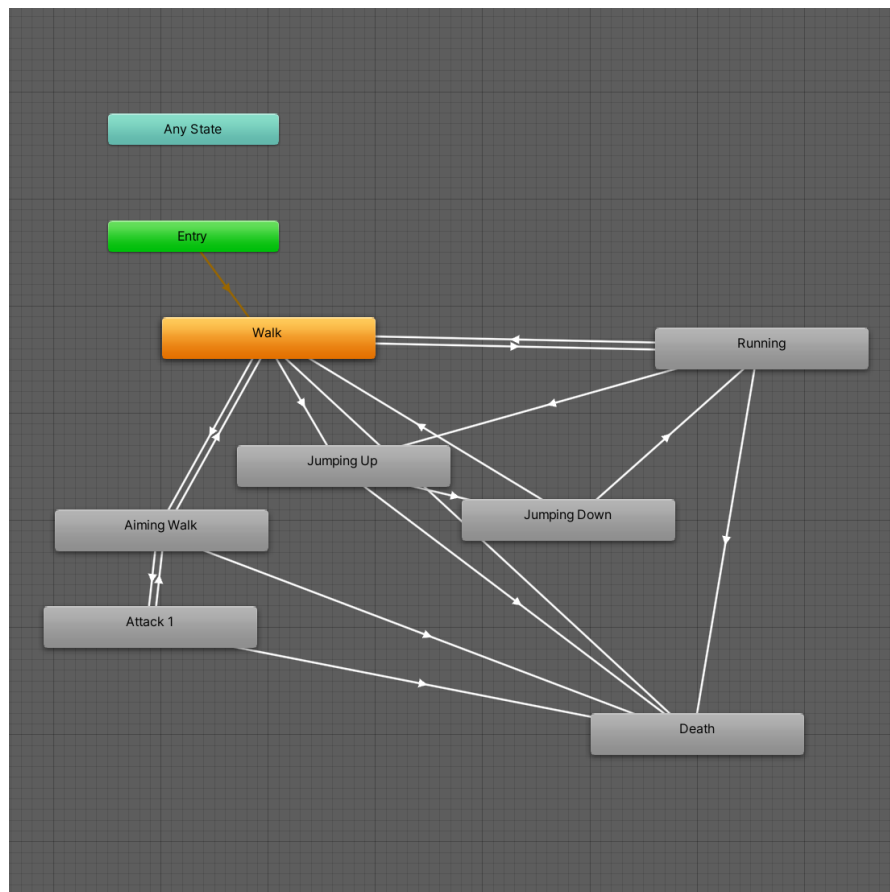 Any State
Entry
Walk
Running
Jumping Up
Jumping Down
Aiming Walk
Attack 1
Death